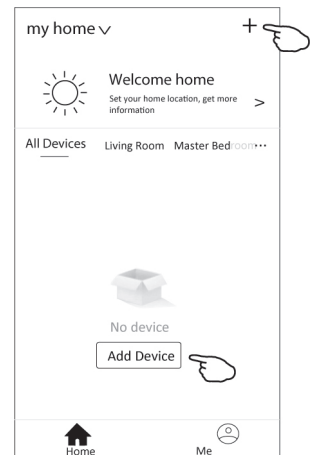 my home
+
Welcome home
Set your home location, get more
information
>
All Devices Living Room Master Bedroom...
No device
Add Device
Home Me